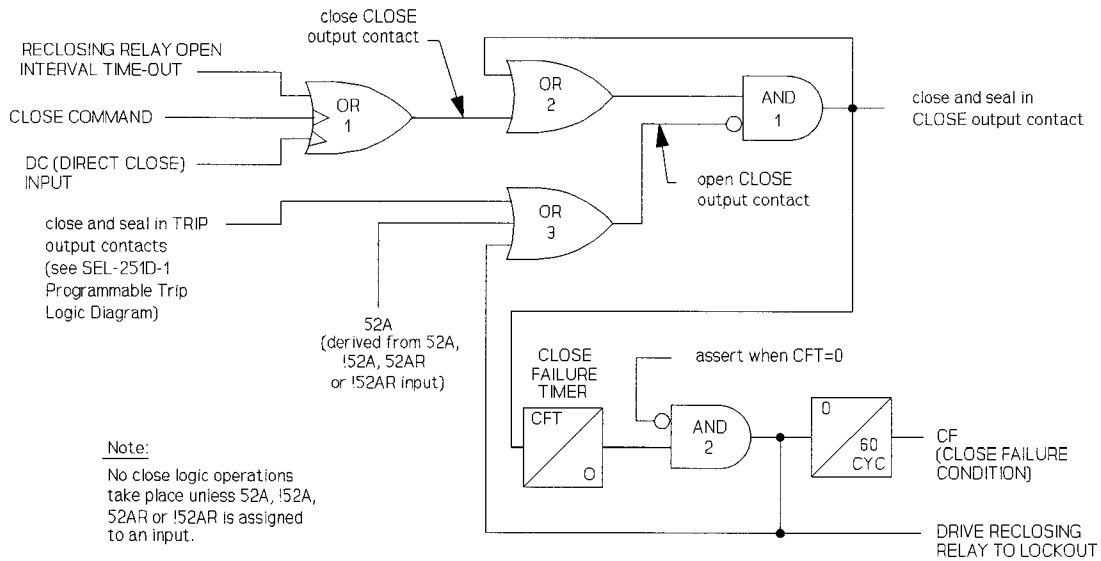 close CLOSE
output contact
RECLOSING RELAY OPEN
INTERVAL TIME-OUT
OR
1
CLOSE COMMAND
DC (DIRECT CLOSE)
INPUT
OR
2
AND
1
close and seal in
CLOSE output contact
open CLOSE
output contact
close and seal in TRIP
output contacts
(see SEL-251D-1
Programmable Trip
Logic Diagram)
OR
3
52A
(derived from 52A,
!52A, 52AR
or !52AR input)
CLOSE
FAILURE
TIMER
assert when CFT=0
CFT
0
AND
2
0
60
CYC
CF
(CLOSE FAILURE
CONDITION)
Note:
No close logic operations
take place unless 52A, !52A,
52AR or !52AR is assigned
to an input.
DRIVE RECLOSING
RELAY TO LOCKOUT